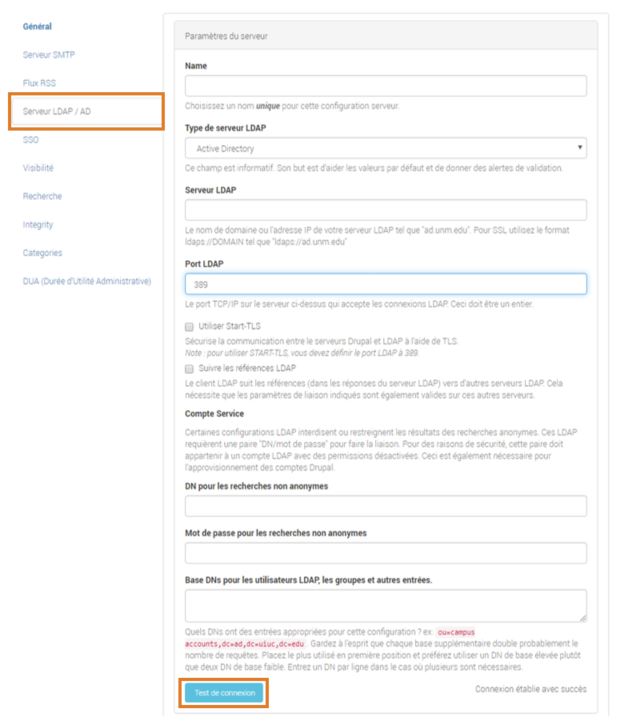 Général
Serveur SMTP
Flux RSS
Serveur LDAP / AD
SSO
Visibilité
Recherche
Integrity
Categories
DUA (Durée d'Utilité Administrative)
Paramètres du serveur
Name
Choisissez un nom unique pour cette configuration serveur.
Type de serveur LDAP
Active Directory
Ce champ est informatif. Son but est d'aider les valeurs par défaut et de donner des alertes de validation.
Serveur LDAP
Le nom de domaine ou l'adresse IP de votre serveur LDAP tel que "ad.unm.edu". Pour SSL utilisez le format
ldaps://DOMAIN tel que "ldaps://ad.unm.edu"
Port LDAP
389
Le port TCP/IP sur le serveur ci-dessus qui accepte les connexions LDAP. Ceci doit être un entier.
Utiliser Start-TLS
Sécurise la communication entre le serveurs Drupal et LDAP à l'aide de TLS.
Note : pour utiliser START-TLS, vous devez définir le port LDAP à 389.
Suivre les références LDAP
Le client LDAP suit les références (dans les réponses du serveur LDAP) vers d'autres serveurs LDAP. Cela
nécessite que les paramètres de liaison indiqués sont également valides sur ces autres serveurs.
Compte Service
Certaines configurations LDAP interdisent ou restreignent les résultats des recherches anonymes. Ces LDAP
requièrent une paire "DN/mot de passe" pour faire la liaison. Pour des raisons de sécurité, cette paire doit
appartenir à un compte LDAP avec des permissions désactivées. Ceci est également nécessaire pour
l'approvisionnement des comptes Drupal.
DN pour les recherches non anonymes
Mot de passe pour les recherches non anonymes
Base DNs pour les utilisateurs LDAP, les groupes et autres entrées.
Quels DNs ont des entrées appropriées pour cette configuration ? ex: ou=campus
accounts,dc=ad,dc=uiuc,dc=edu Gardez à l'esprit que chaque base supplémentaire double probablement le
nombre de requêtes. Placez le plus utilisé en première position et préférez utiliser un DN de base élevée plutôt
que deux DN de base faible. Entrez un DN par ligne dans le cas où plusieurs sont nécessaires.
Test de connexion
Connexion établie avec succès